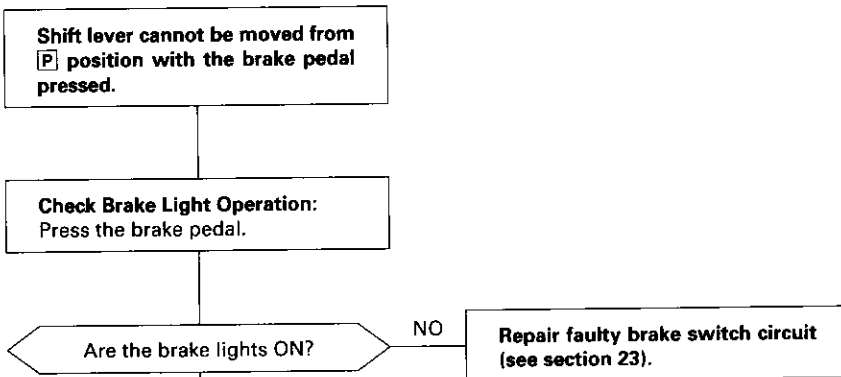 Shift lever cannot be moved from
P position with the brake pedal
pressed.
Check Brake Light Operation:
Press the brake pedal.
Are the brake lights ON?
NO
Repair faulty brake switch circuit
(see section 23).